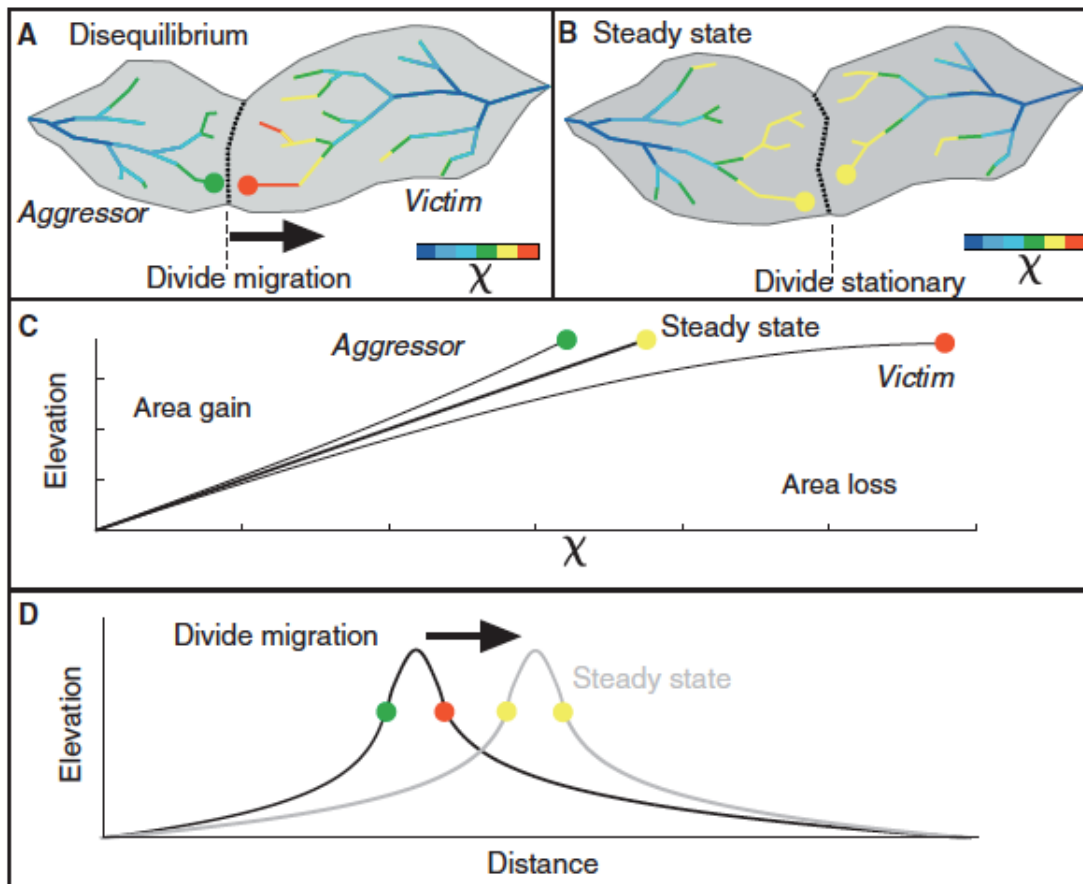 A Disequilibrium
Aggressor
Victim
Divide migration
χ
B Steady state
χ
Divide stationary
C
Aggressor
Steady state
Victim
Area gain
Area loss
Elevation
χ
D
Divide migration
Steady state
Elevation
Distance